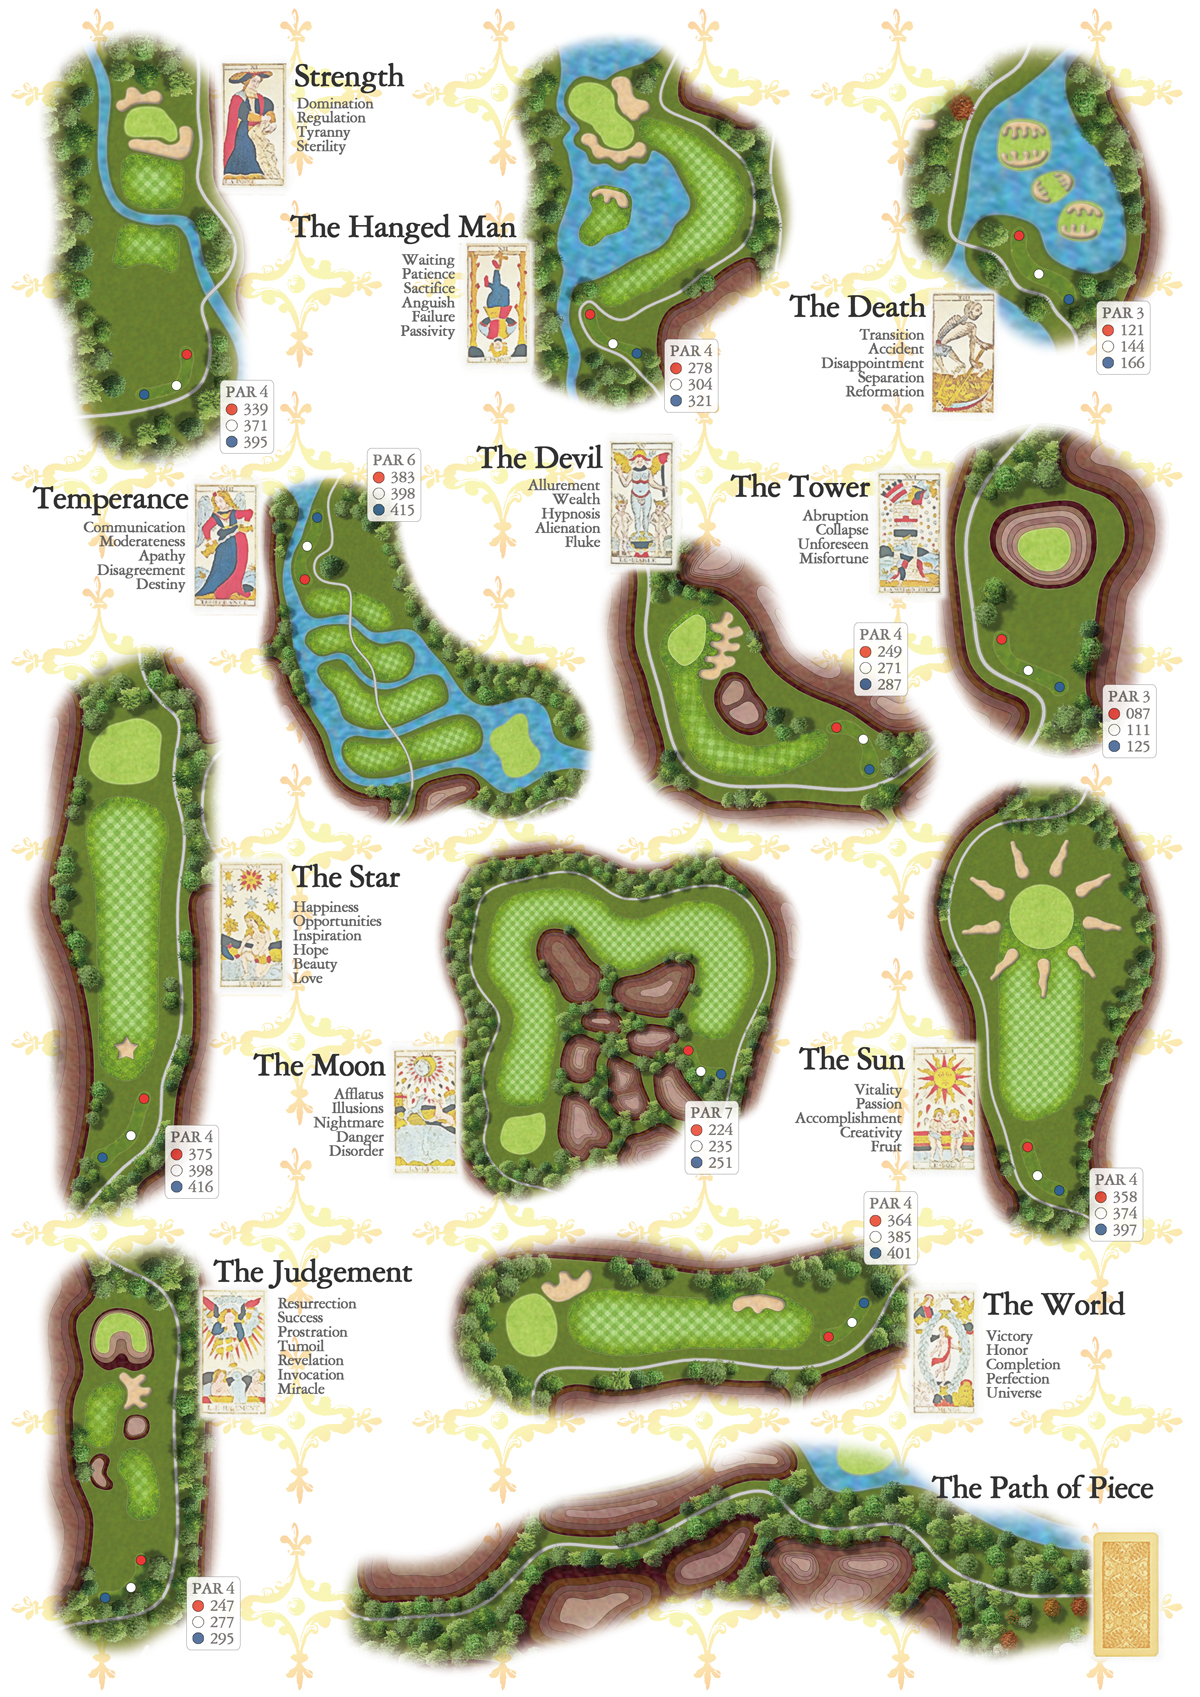 Strength
Domination
Regulation
Tyranny
Sterility
PAR 4
339
371
395
The Hanged Man
Waiting
Patience
Sactifice
Anguish
Failure
Passivity
PAR 4
278
304
321
The Death
Transition
Accident
Disappointment
Separation
Reformation
PAR 3
121
144
166
Temperance
Communication
Moderateness
Apathy
Disagreement
Destiny
PAR 6
383
398
415
The Devil
Allurement
Wealth
Hypnosis
Alienation
Fluke
PAR 4
249
271
287
The Tower
Abruption
Collapse
Unforeseen
Misfortune
PAR 3
087
111
125
The Star
Happiness
Opportunities
Inspiration
Hope
Beauty
Love
PAR 4
375
398
416
The Moon
Afflatus
Illusions
Nightmare
Danger
Disorder
PAR 7
224
235
251
The Sun
Vitality
Passion
Accomplishment
Creativity
Fruit
PAR 4
358
374
397
The Judgement
Resurrection
Success
Prostration
Tumoil
Revelation
Invocation
Miracle
PAR 4
247
277
295
PAR 4
364
385
401
The World
Victory
Honor
Completion
Perfection
Universe
The Path of Piece